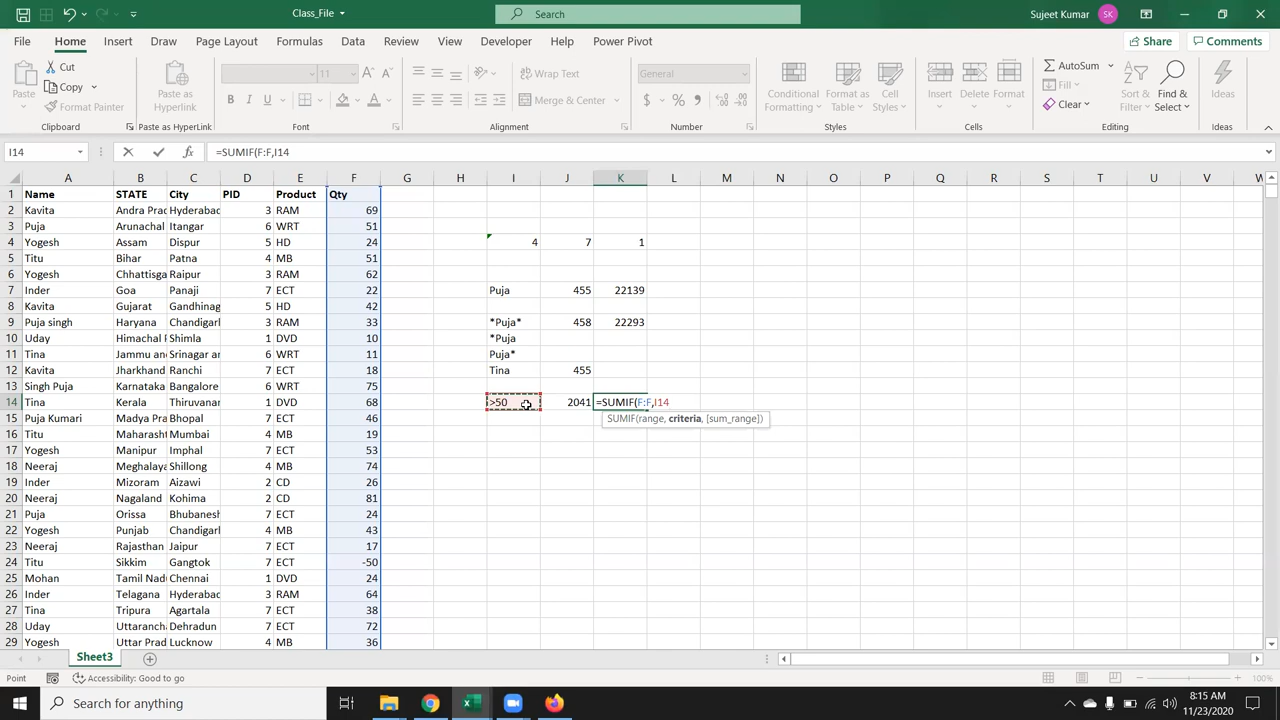 Class_File
Search
Sujeet Kumar
SK
File Home Insert Draw Page Layout Formulas Data Review View Developer Help Power Pivot
Share Comments
Paste
Cut
Copy
Format Painter
Paste as Hyperlink
11
Wrap Text
Merge & Center
General
Conditional Formatting
Format as Table
Cell Styles
Insert
Delete
Format
AutoSum
Fill
Clear
Sort & Filter
Find & Select
Ideas
Clipboard Paste as HyperLink Font Alignment Number Styles Cells Editing Ideas
I14 =SUMIF(F:F,I14
A B C D E F G H I J K L M N O P Q R S T U V W
1 Name STATE City PID Product Qty
2 Kavita Andra Prac Hyderabac 3 RAM 69
3 Puja Arunachal Itangar 6 WRT 51
4 Yogesh Assam Dispur 5 HD 24 4 7 1
5 Titu Bihar Patna 4 MB 51
6 Yogesh Chhattisga Raipur 3 RAM 62
7 Inder Goa Panaji 7 ECT 22 Puja 455 22139
8 Kavita Gujarat Gandhinag 5 HD 42
9 Puja singh Haryana Chandigarl 3 RAM 33 *Puja* 458 22293
10 Uday Himachal P Shimla 1 DVD 10 *Puja
11 Tina Jammu and Srinagar an 6 WRT 11 Puja*
12 Kavita Jharkhand Ranchi 7 ECT 18 Tina 455
13 Singh Puja Karnataka Bangalore 6 WRT 75
14 Tina Kerala Thiruvanan 1 DVD 68 >50 2041 =SUMIF(F:F,I14
15 Puja Kumari Madya Pra Bhopal 7 ECT 46 SUMIF(range, criteria, [sum_range])
16 Titu Maharasht Mumbai 4 MB 19
17 Yogesh Manipur Imphal 7 ECT 53
18 Neeraj Meghalaya Shillong 4 MB 74
19 Inder Mizoram Aizawi 2 CD 26
20 Neeraj Nagaland Kohima 2 CD 81
21 Puja Orissa Bhubanesh 7 ECT 24
22 Yogesh Punjab Chandigarl 4 MB 43
23 Neeraj Rajasthan Jaipur 7 ECT 17
24 Titu Sikkim Gangtok 7 ECT -50
25 Mohan Tamil Nadu Chennai 1 DVD 24
26 Inder Telagana Hyderabac 3 RAM 64
27 Tina Tripura Agartala 7 ECT 38
28 Uday Uttaranch Dehradun 7 ECT 72
29 Yogesh Uttar Prad Lucknow 4 MB 36
Sheet3
Point Accessibility: Good to go 100%
Type here to search
8:15 AM
11/23/2020